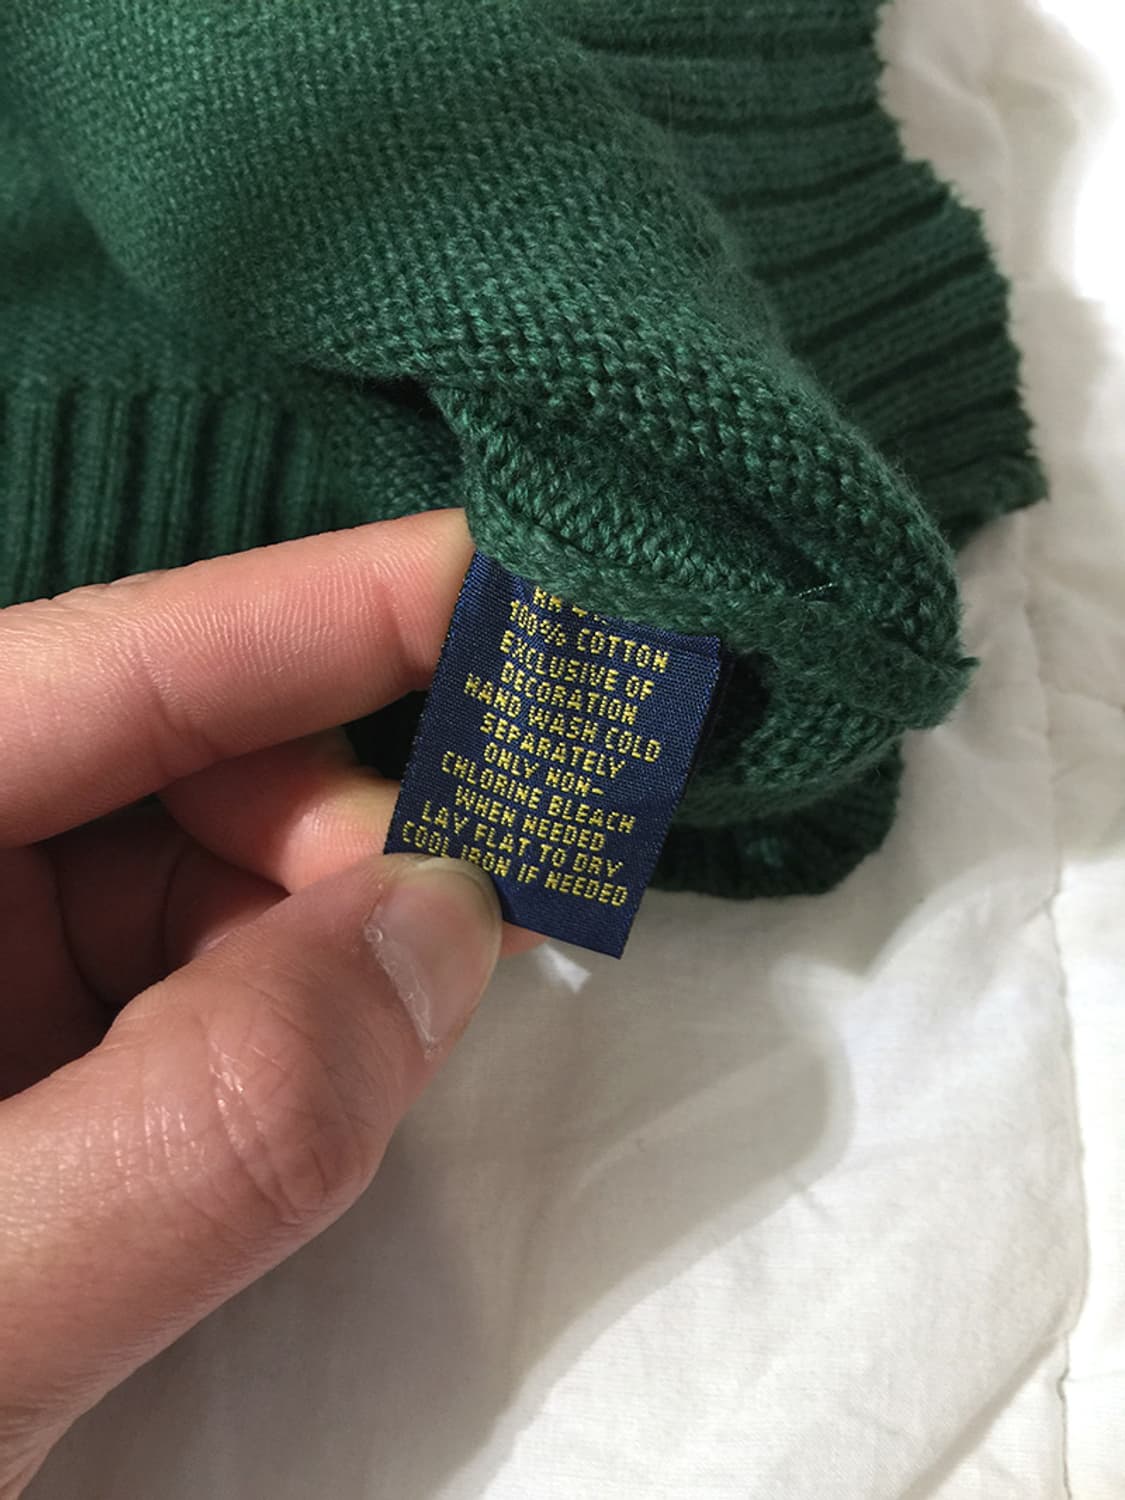 100% COTTON
EXCLUSIVE OF
DECORATION
HAND WASH COLD
SEPARATELY
ONLY NON-
CHLORINE BLEACH
WHEN NEEDED
LAY FLAT TO DRY
COOL IRON IF NEEDED